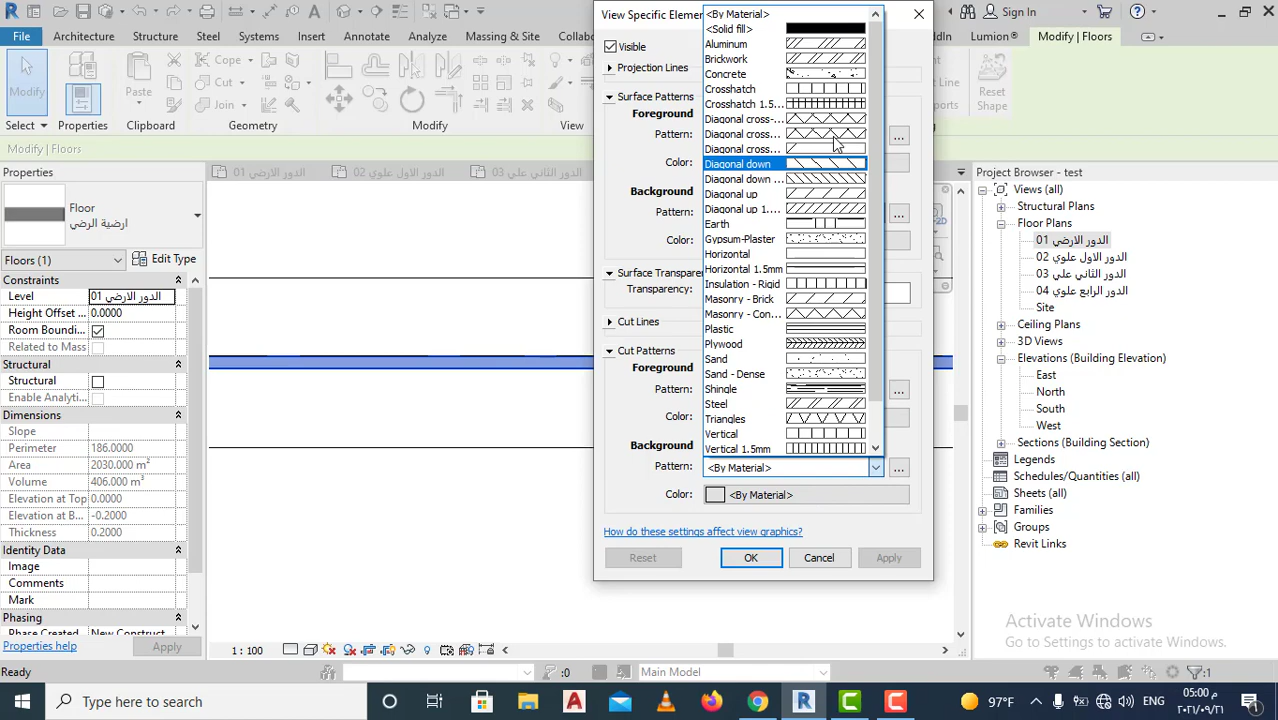 View Specific Elem
Sign In
File
Architecture
Str
Steel
Systems
Insert
Annotate
Analyze
Massing & Site
Collab
ddIn
Lumion®
Modify | Floors
Modify
Paste
Cope
Cut
Join
Reset
Shape
Select
Properties
Clipboard
Geometry
Modify
View
Modify | Floors
Properties
Floor
ارضية الرضي
Floors (1)
Edit Type
Constraints
Level
الدور الارضي 01
Height Offset ...
0.0000
Room Boundi...
Related to Mass
Structural
Structural
Enable Analyti...
Dimensions
Slope
Perimeter
186.0000
Area
2030.000 m²
Volume
406.000 m³
Elevation at Top
0.0000
Elevation at B...
-0.2000
Thickness
0.2000
Identity Data
Image
Comments
Mark
Phasing
Phase Created
New Construct
Properties help
Apply
الدور الارضي 01
الدور الاول علوي 02
الدور الثاني علي 03
Visible
Projection Lines
Surface Patterns
Foreground
Pattern:
Color:
Background
Pattern:
Color:
Surface Transpare
Transparency:
Cut Lines
Cut Patterns
Foreground
Pattern:
Color:
Background
Pattern:
<By Material>
Color:
<By Material>
How do these settings affect view graphics?
Reset
OK
Cancel
Apply
<By Material>
<Solid fill>
Aluminum
Brickwork
Concrete
Crosshatch
Crosshatch 1.5...
Diagonal cross-...
Diagonal cross...
Diagonal cross...
Diagonal down
Diagonal down ...
Diagonal up
Diagonal up 1....
Earth
Gypsum-Plaster
Horizontal
Horizontal 1.5mm
Insulation - Rigid
Masonry - Brick
Masonry - Con...
Plastic
Plywood
Sand
Sand - Dense
Shingle
Steel
Triangles
Vertical
Vertical 1.5mm
Project Browser - test
Views (all)
Structural Plans
Floor Plans
الدور الارضي 01
الدور الاول علوي 02
الدور الثاني علي 03
الدور الرابع علوي 04
Site
Ceiling Plans
3D Views
Elevations (Building Elevation)
East
North
South
West
Sections (Building Section)
Legends
Schedules/Quantities (all)
Sheets (all)
Families
Groups
Revit Links
Activate Windows
Go to Settings to activate Windows.
1 : 100
Ready
:0
Main Model
:1
Type here to search
97°F
ENG
05:00 م
٢٠٢١/٠٩/٢١